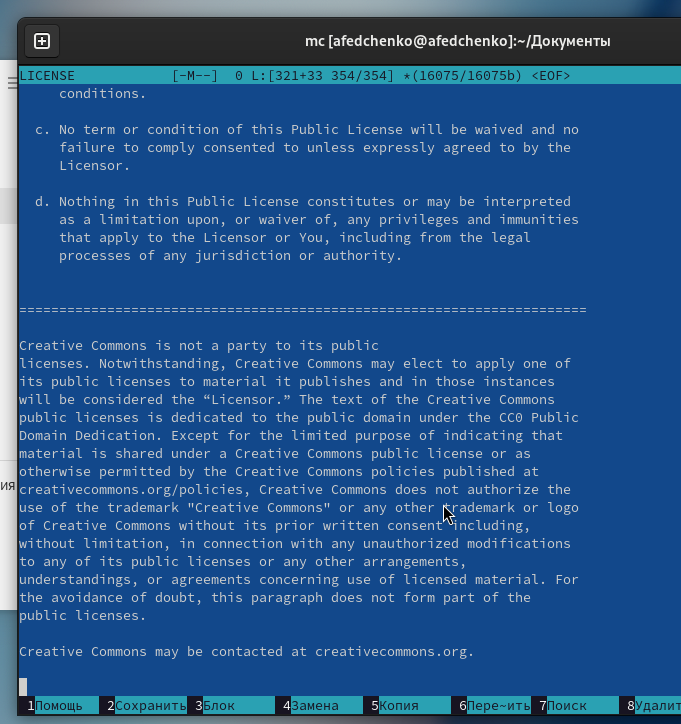 mc [afedchenko@afedchenko]:~/Документы
LICENSE [-M--] 0 L:[321+33 354/354] *(16075/16075b) <EOF>
conditions.
c. No term or condition of this Public License will be waived and no
failure to comply consented to unless expressly agreed to by the
Licensor.
d. Nothing in this Public License constitutes or may be interpreted
as a limitation upon, or waiver of, any privileges and immunities
that apply to the Licensor or You, including from the legal
processes of any jurisdiction or authority.
=======================================================================
Creative Commons is not a party to its public
licenses. Notwithstanding, Creative Commons may elect to apply one of
its public licenses to material it publishes and in those instances
will be considered the “Licensor.” The text of the Creative Commons
public licenses is dedicated to the public domain under the CC0 Public
Domain Dedication. Except for the limited purpose of indicating that
material is shared under a Creative Commons public license or as
otherwise permitted by the Creative Commons policies published at
creativecommons.org/policies, Creative Commons does not authorize the
use of the trademark "Creative Commons" or any other trademark or logo
of Creative Commons without its prior written consent including,
without limitation, in connection with any unauthorized modifications
to any of its public licenses or any other arrangements,
understandings, or agreements concerning use of licensed material. For
the avoidance of doubt, this paragraph does not form part of the
public licenses.
Creative Commons may be contacted at creativecommons.org.
1Помощь 2Сохранить 3Блок 4Замена 5Копия 6Пере~ить 7Поиск 8Удалит
ия